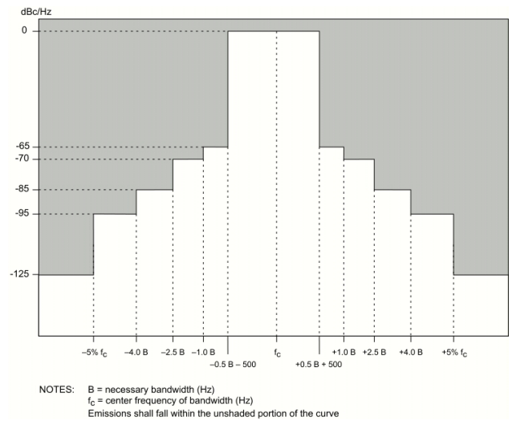 dBc/Hz
0
-65
-70
-85
-95
-125
–5% fc –4.0 B –2.5 B –1.0 B fc +1.0 B +2.5 B +4.0 B +5% fc
–0.5 B – 500 +0.5 B + 500
NOTES: B = necessary bandwidth (Hz)
fc = center frequency of bandwidth (Hz)
Emissions shall fall within the unshaded portion of the curve